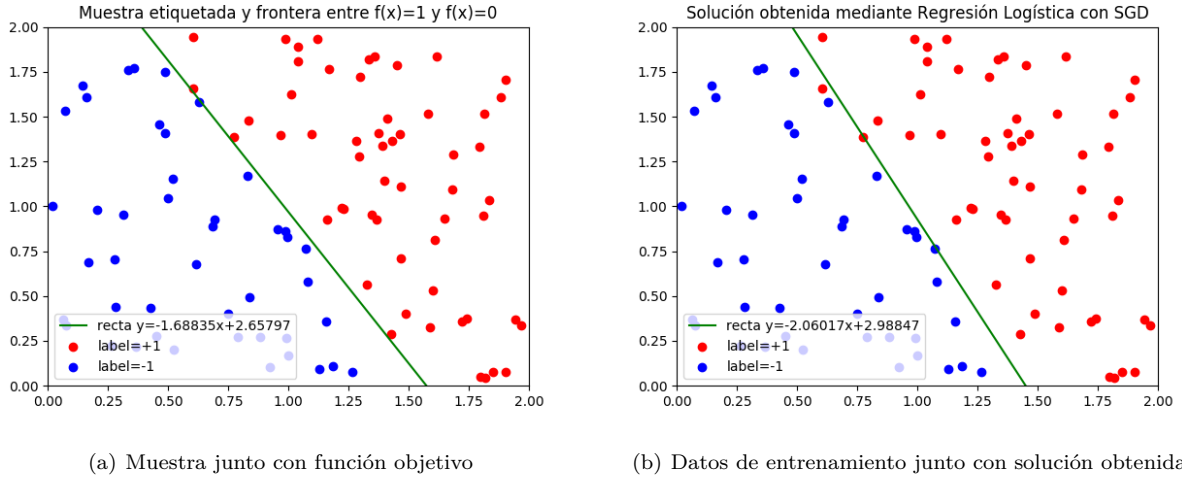 Muestra etiquetada y frontera entre f(x)=1 y f(x)=0
2.00
1.75
1.50
1.25
1.00
0.75
0.50
0.25
0.00
recta y=-1.68835x+2.65797
label=+1
label=-1
0.00 0.25 0.50 0.75 1.00 1.25 1.50 1.75 2.00
(a) Muestra junto con función objetivo
Solución obtenida mediante Regresión Logística con SGD
2.00
1.75
1.50
1.25
1.00
0.75
0.50
0.25
0.00
recta y=-2.06017x+2.98847
label=+1
label=-1
0.00 0.25 0.50 0.75 1.00 1.25 1.50 1.75 2.00
(b) Datos de entrenamiento junto con solución obtenida